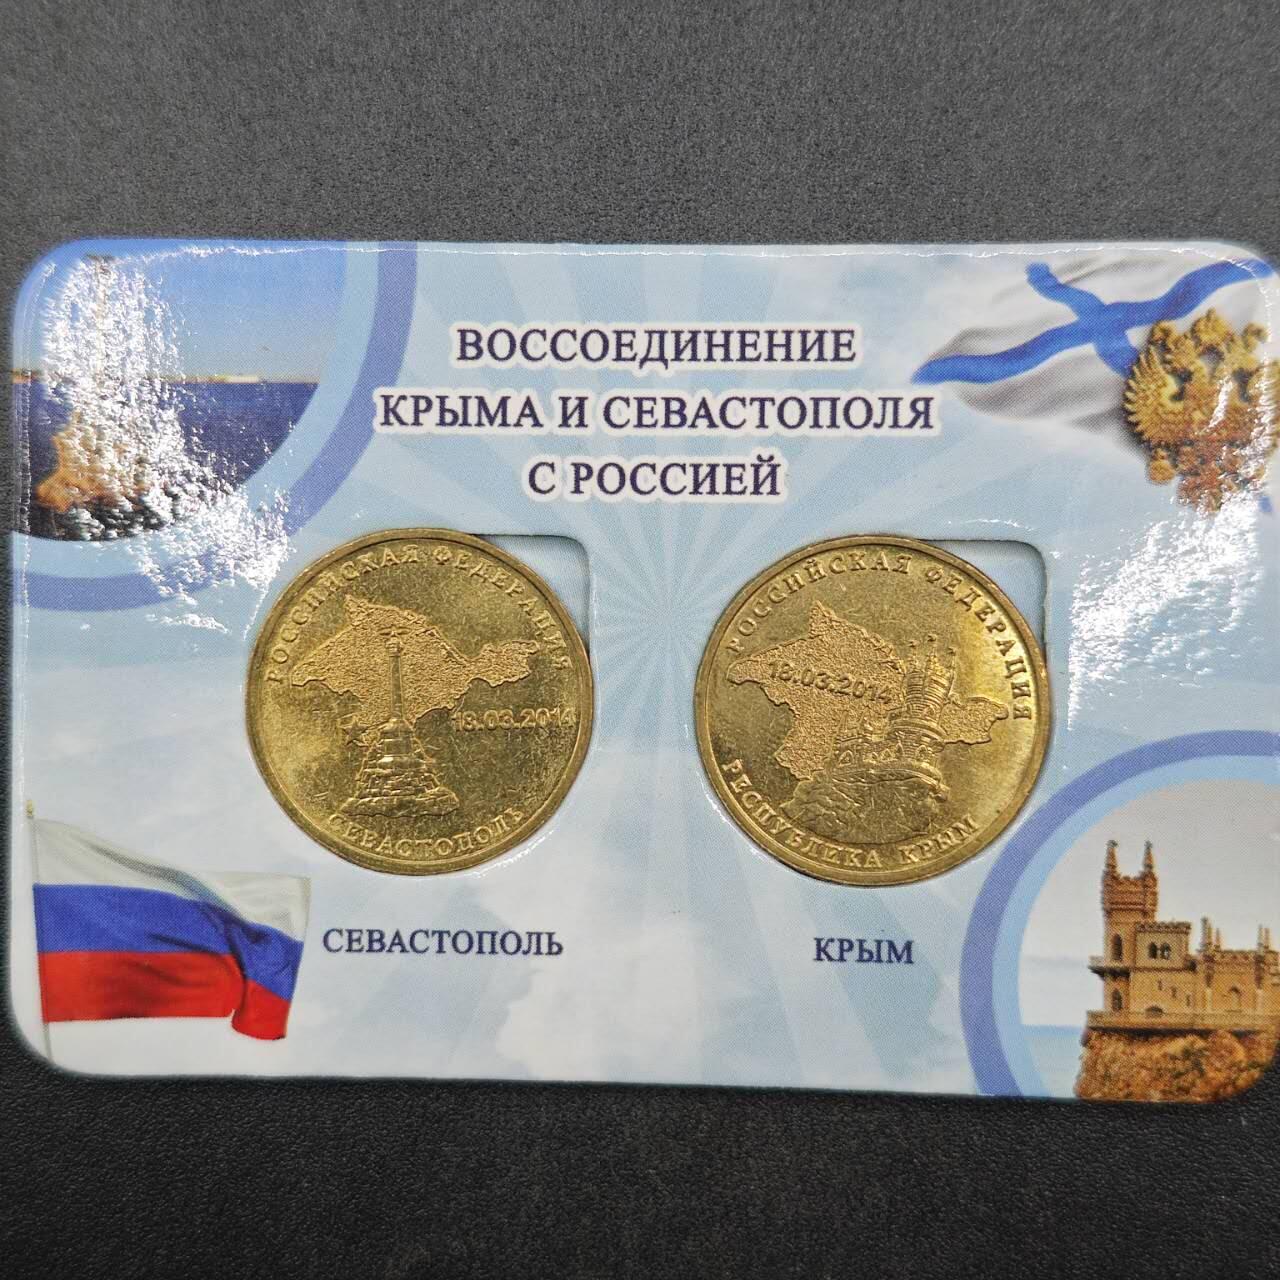 ВОССОЕДИНЕНИЕ
КРЫМА И СЕВАСТОПОЛЯ
С РОССИЕЙ
РОССИЙСКАЯ ФЕДЕРАЦИЯ
18.03.2014
СЕВАСТОПОЛЬ
РОССИЙСКАЯ ФЕДЕРАЦИЯ
18.03.2014
РЕСПУБЛИКА КРЫМ
СЕВАСТОПОЛЬ
КРЫМ